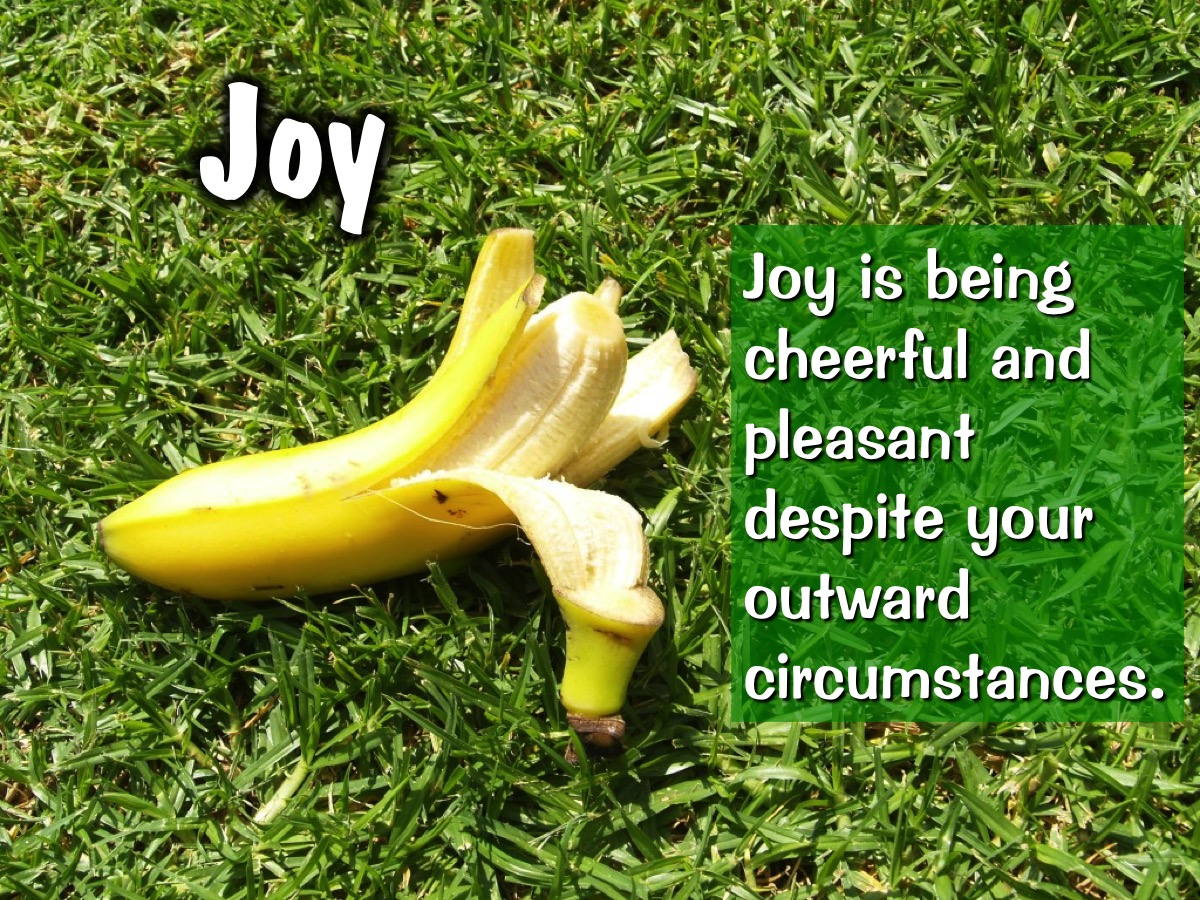 Joy
Joy is being
cheerful and
pleasant
despite your
outward
circumstances.